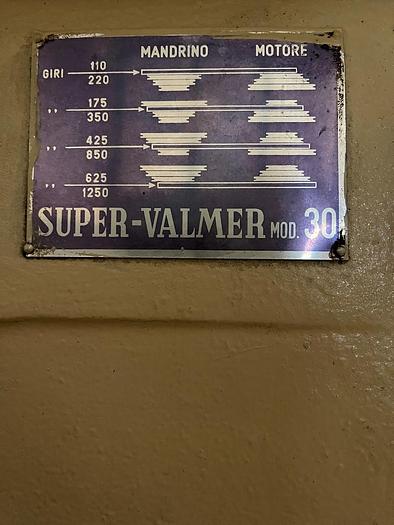 MANDRINO MOTORE
GIRI 110
220
,, 175
350
,, 425
850
,, 625
1250
SUPER-VALMER MOD. 30